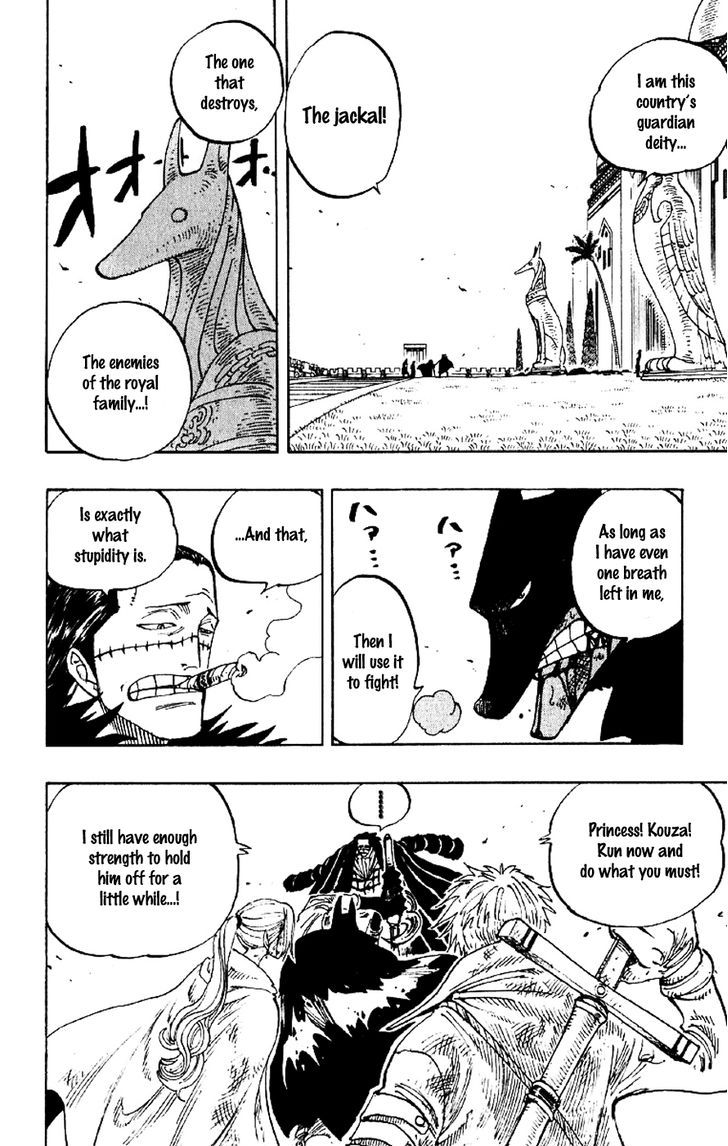 I am this
country's
guardian
deity...
The jackal!
The one
that
destroys,
オオオ
The enemies
of the royal
family...!
As long as
I have even
one breath
left in me,
ハァ…
ハァ…
Then I
will use it
to fight!
...And that,
Is exactly
what
stupidity is.
Princess! Kouza!
Run now and
do what you must!
........
I still have enough
strength to hold
him off for a
little while...!